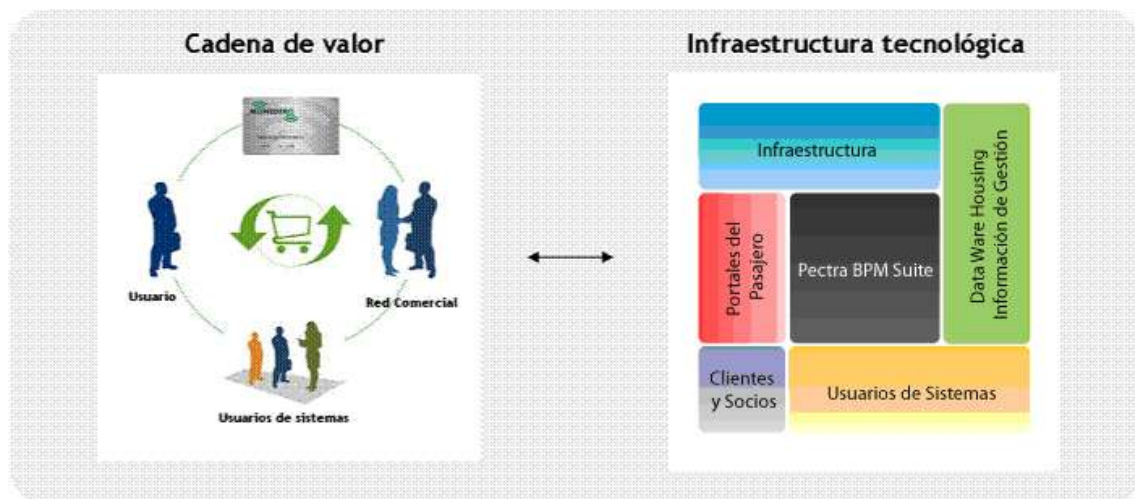 Cadena de valor
Infraestructura tecnológica
Usuario
Red Comercial
Usuarios de sistemas
Infraestructura
Data Ware Housing
Información de Gestión
Portales del
Pasajero
Pectra BPM Suite
Clientes
y Socios
Usuarios de Sistemas